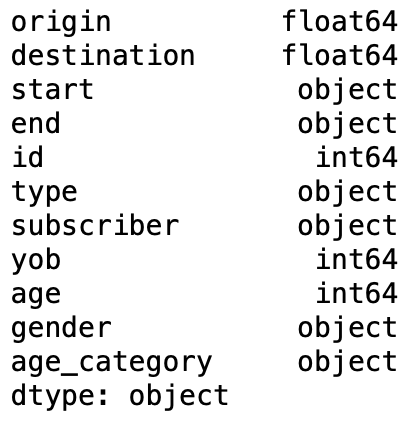 origin float64
destination float64
start object
end object
id int64
type object
subscriber object
yob int64
age int64
gender object
age_category object
dtype: object